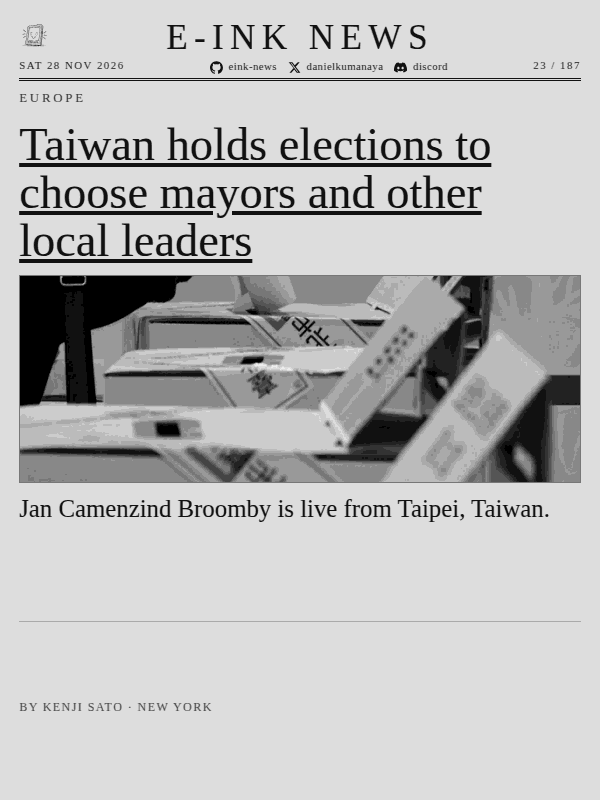 E-INK NEWS
SAT 28 NOV 2026
eink-news danielkumanaya discord
23 / 187
EUROPE
Taiwan holds elections to
choose mayors and other
local leaders
Jan Camenzind Broomby is live from Taipei, Taiwan.
BY KENJI SATO · NEW YORK